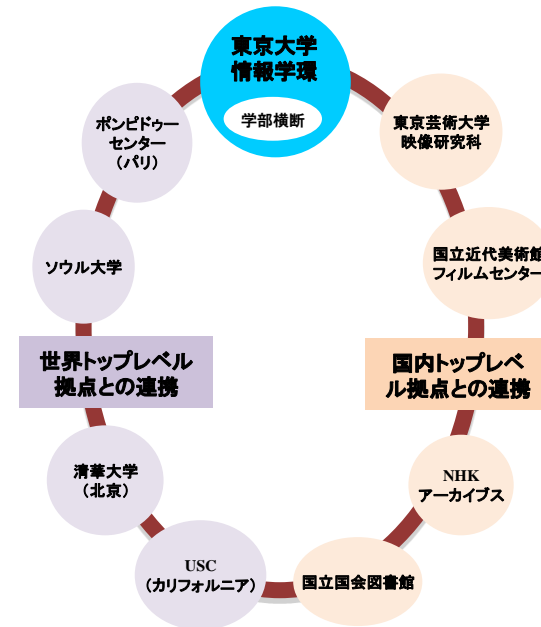 東京大学
情報学環
学部横断
ポンピドゥー
センター
（パリ）
東京芸術大学
映像研究科
ソウル大学
国立近代美術館
フィルムセンター
世界トップレベル
拠点との連携
国内トップレベ
ル拠点との連携
清華大学
（北京）
NHK
アーカイブス
USC
（カリフォルニア）
国立国会図書館